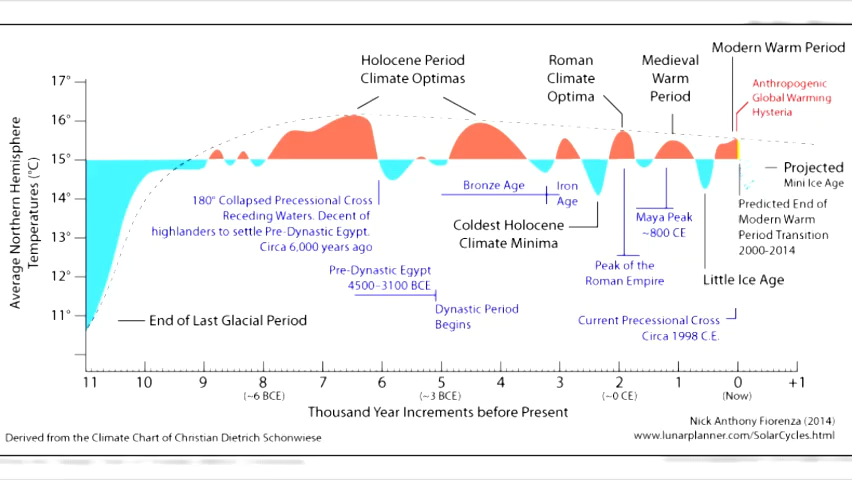 Modern Warm Period
Holocene Period
Climate Optimas
Roman
Climate
Optima
Medieval
Warm
Period
Anthropogenic
Global Warming
Hysteria
17°
16°
15°
14°
13°
12°
11°
Average Northern Hemisphere
Temperatures (°C)
Projected
Mini Ice Age
180° Collapsed Precessional Cross
Receding Waters. Decent of
highlanders to settle Pre-Dynastic Egypt.
Circa 6,000 years ago
Bronze Age
Iron
Age
Coldest Holocene
Climate Minima
Maya Peak
~800 CE
Predicted End of
Modern Warm
Period Transition
2000-2014
Pre-Dynastic Egypt
4500–3100 BCE
Peak of the
Roman Empire
Little Ice Age
Dynastic Period
Begins
End of Last Glacial Period
Current Precessional Cross
Circa 1998 C.E.
11 10 9 8 7 6 5 4 3 2 1 0 +1
(~6 BCE) (~3 BCE) (~0 CE) (Now)
Thousand Year Increments before Present
Nick Anthony Fiorenza (2014)
Derived from the Climate Chart of Christian Dietrich Schonwiese
www.lunarplanner.com/SolarCycles.html